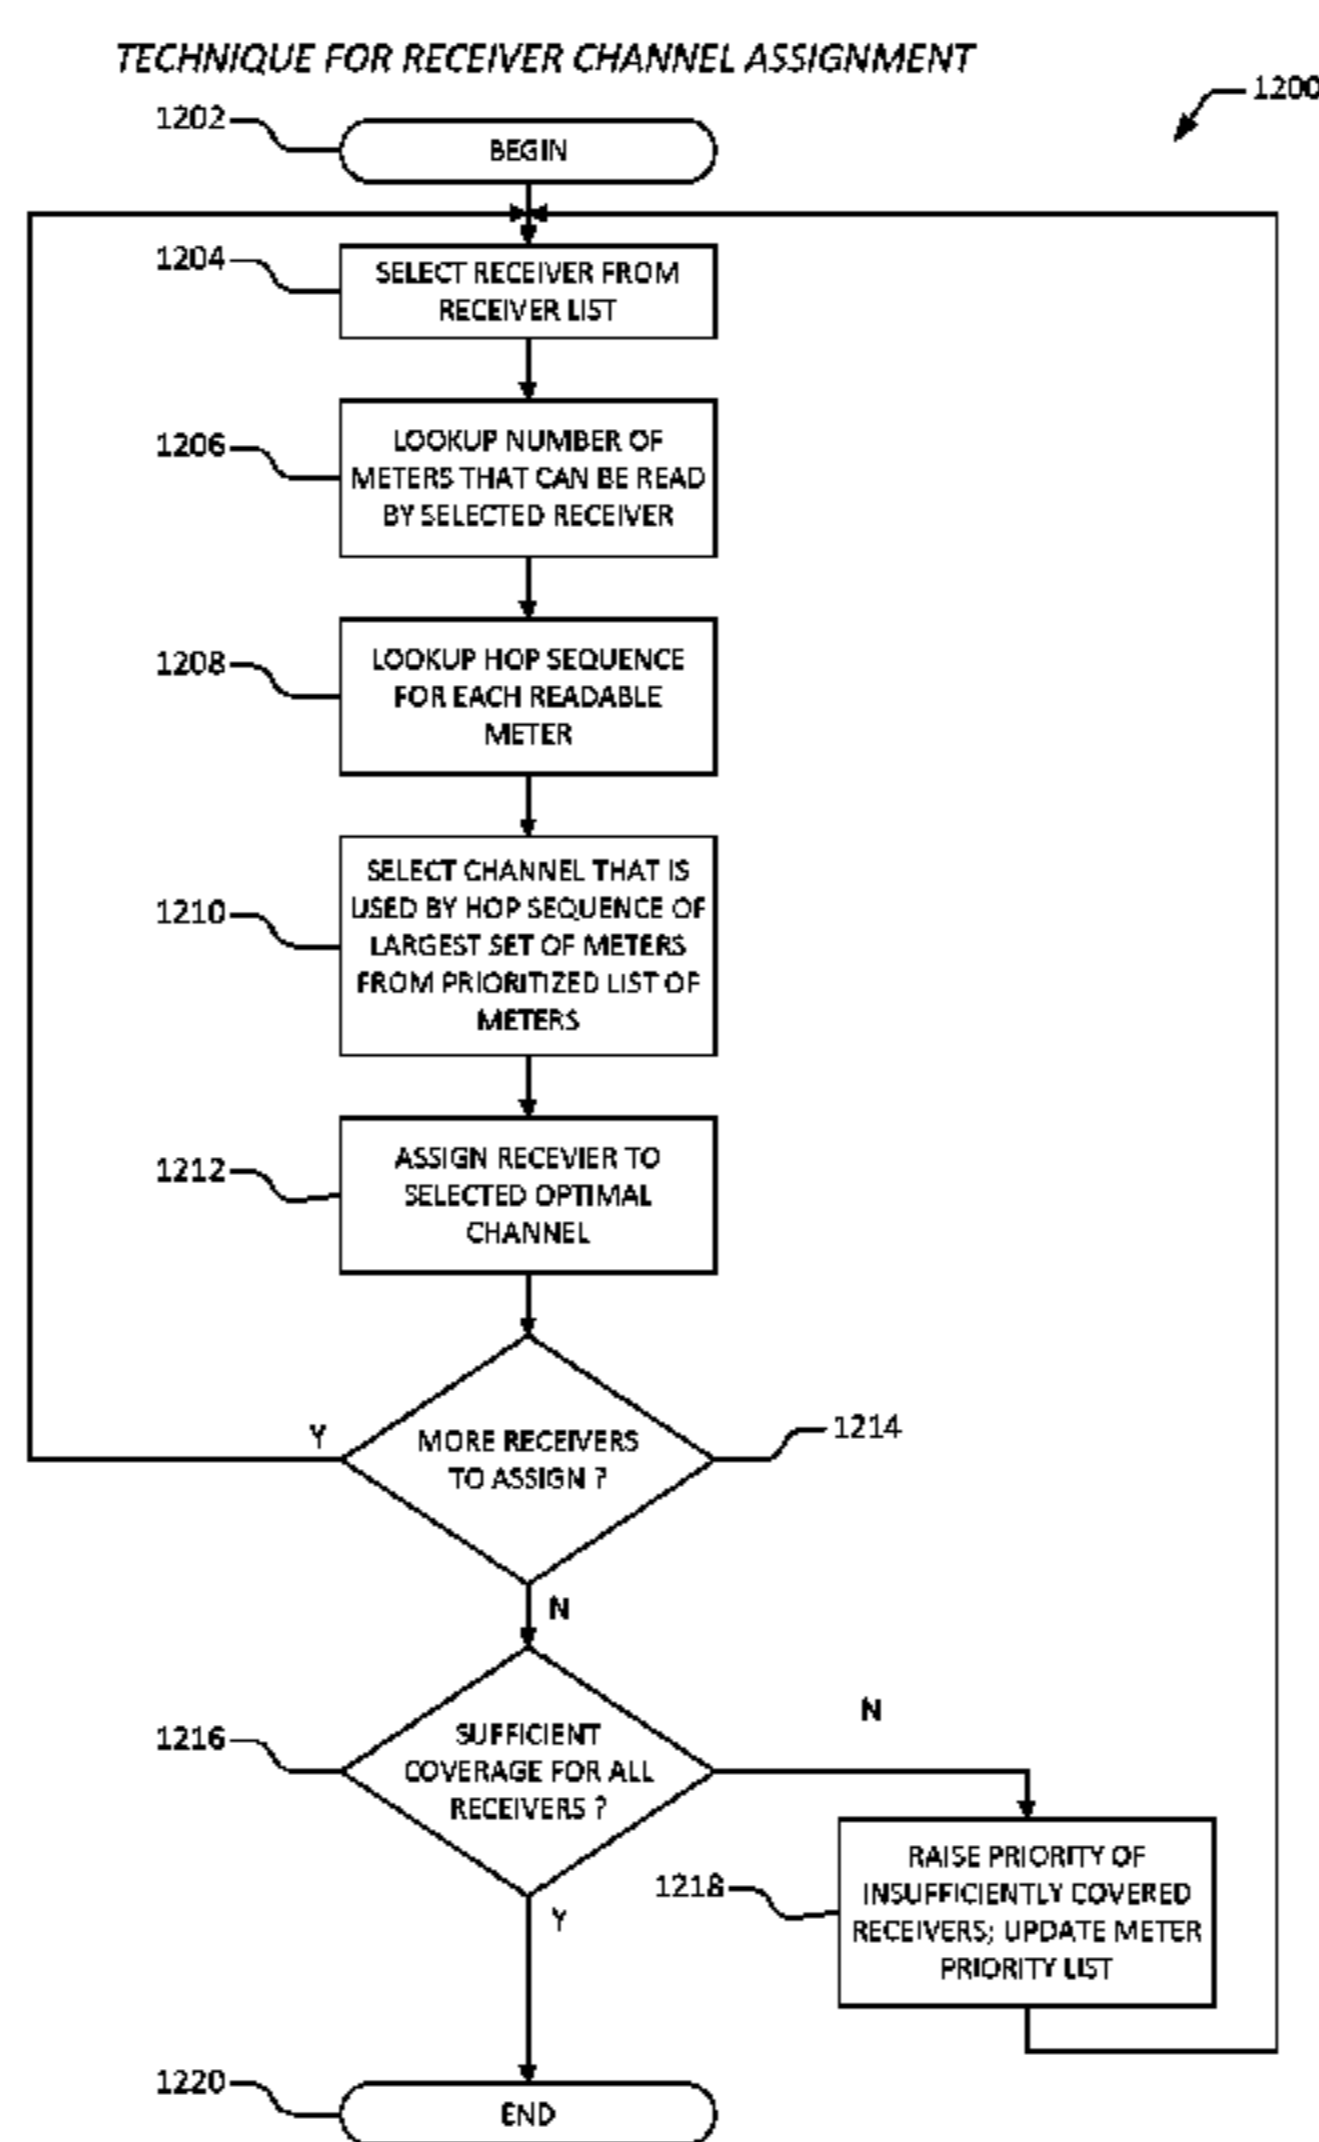 TECHNIQUE FOR RECEIVER CHANNEL ASSIGNMENT
1200
1202
BEGIN
1204
SELECT RECEIVER FROM
RECEIVER LIST
1206
LOOKUP NUMBER OF
METERS THAT CAN BE READ
BY SELECTED RECEIVER
1208
LOOKUP HOP SEQUENCE
FOR EACH READABLE
METER
1210
SELECT CHANNEL THAT IS
USED BY HOP SEQUENCE OF
LARGEST SET OF METERS
FROM PRIORITIZED LIST OF
METERS
1212
ASSIGN RECEVIER TO
SELECTED OPTIMAL
CHANNEL
1214
Y
MORE RECEIVERS
TO ASSIGN ?
N
1216
SUFFICIENT
COVERAGE FOR ALL
RECEIVERS ?
N
Y
1218
RAISE PRIORITY OF
INSUFFICIENTLY COVERED
RECEIVERS; UPDATE METER
PRIORITY LIST
1220
END